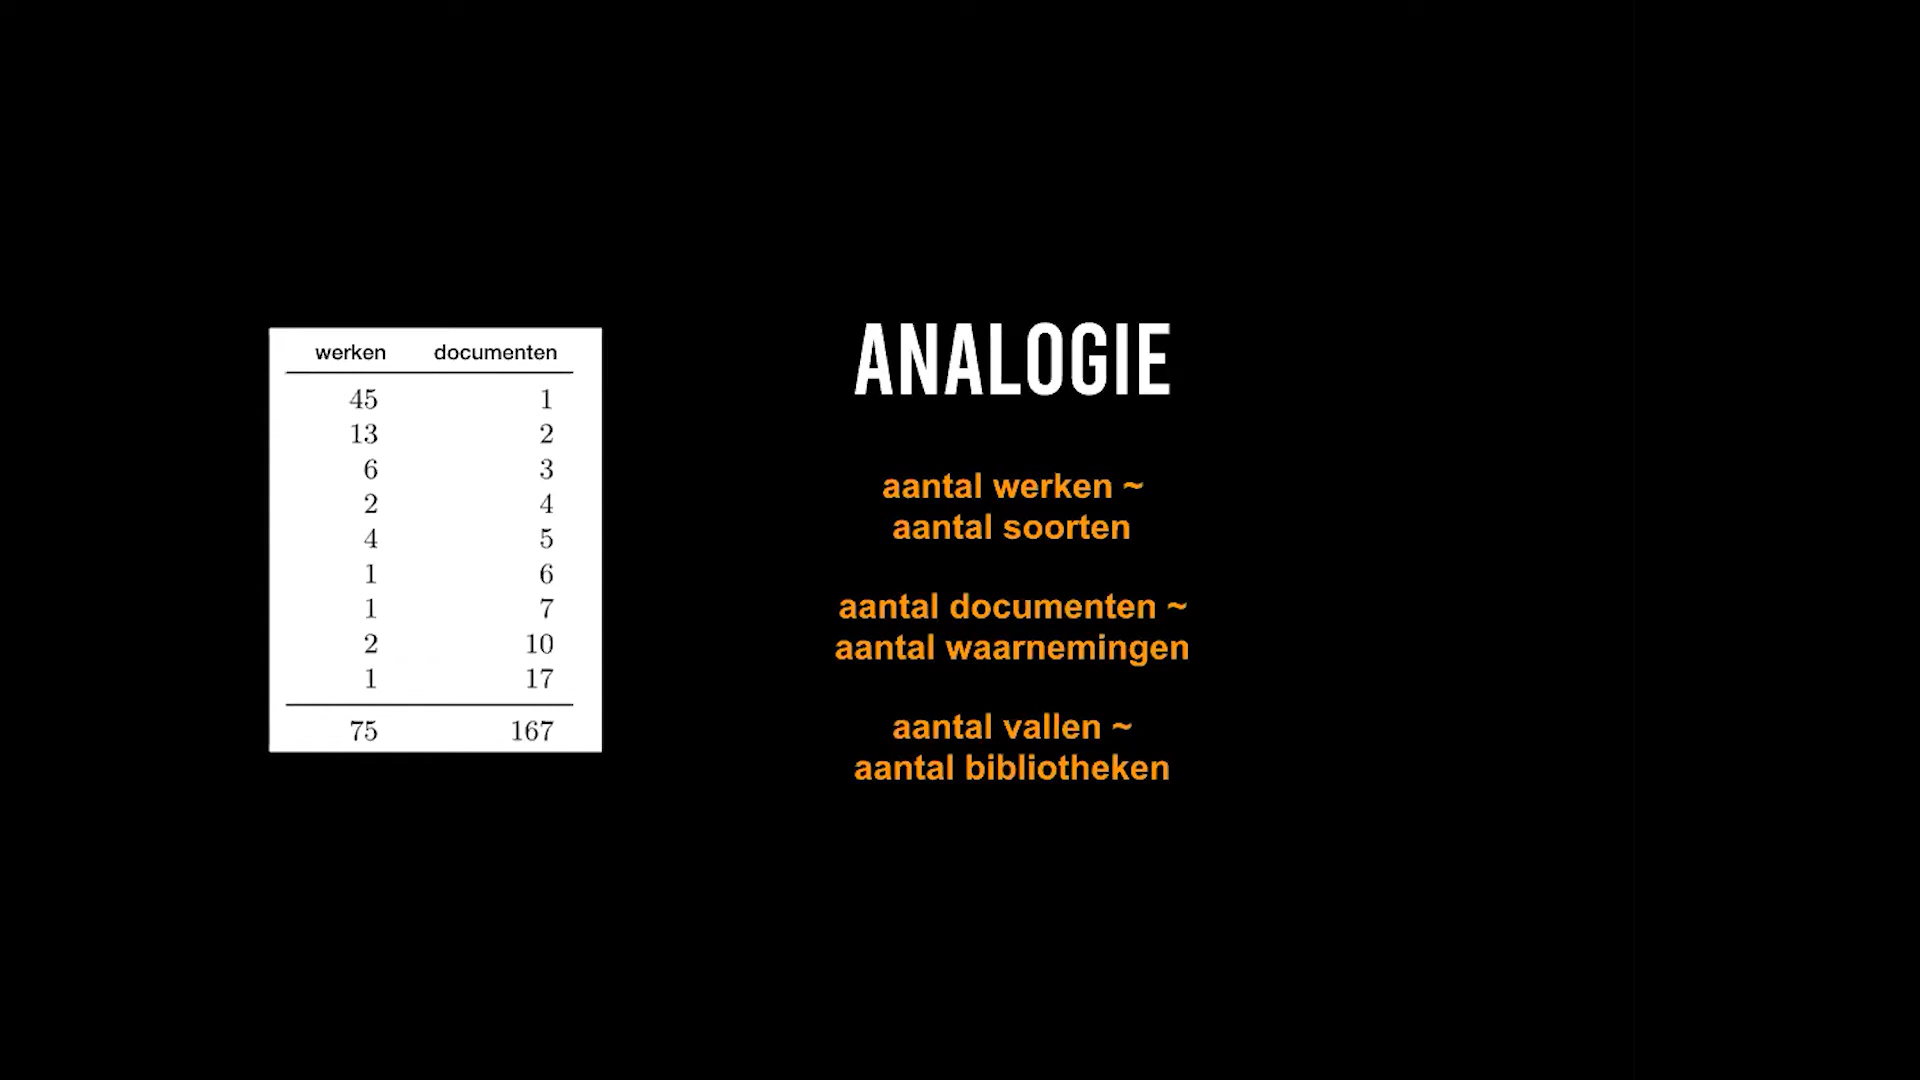 werken documenten
45 1
13 2
6 3
2 4
4 5
1 6
1 7
2 10
1 17
75 167
ANALOGIE
aantal werken ~
aantal soorten
aantal documenten ~
aantal waarnemingen
aantal vallen ~
aantal bibliotheken